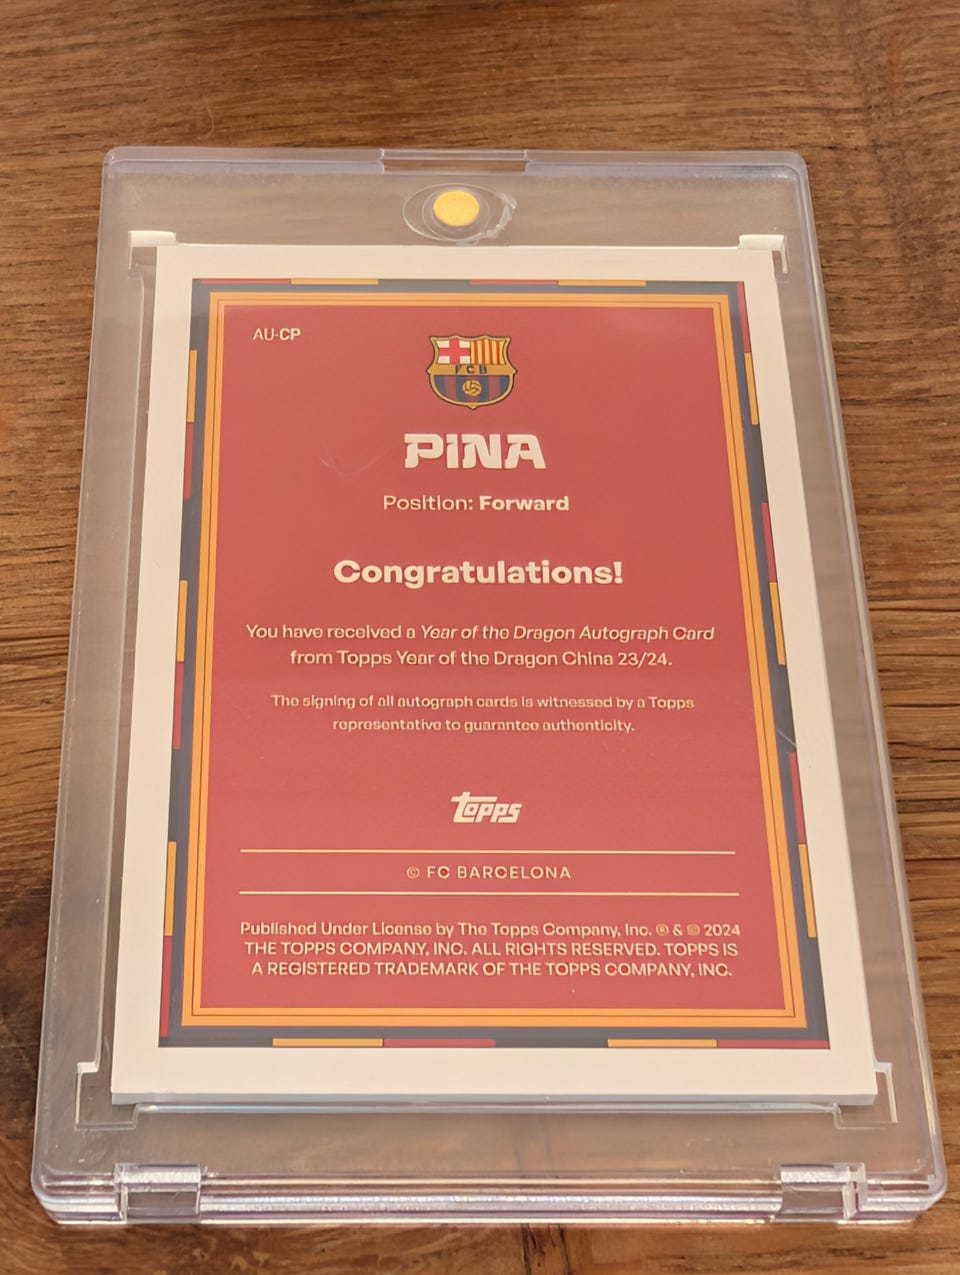 AU-CP
FCB
PINA
Position: Forward
Congratulations!
You have received a Year of the Dragon Autograph Card
from Topps Year of the Dragon China 23/24.
The signing of all autograph cards is witnessed by a Topps
representative to guarantee authenticity.
topps
© FC BARCELONA
Published Under License by The Topps Company, Inc. ® & © 2024
THE TOPPS COMPANY, INC. ALL RIGHTS RESERVED. TOPPS IS
A REGISTERED TRADEMARK OF THE TOPPS COMPANY, INC.